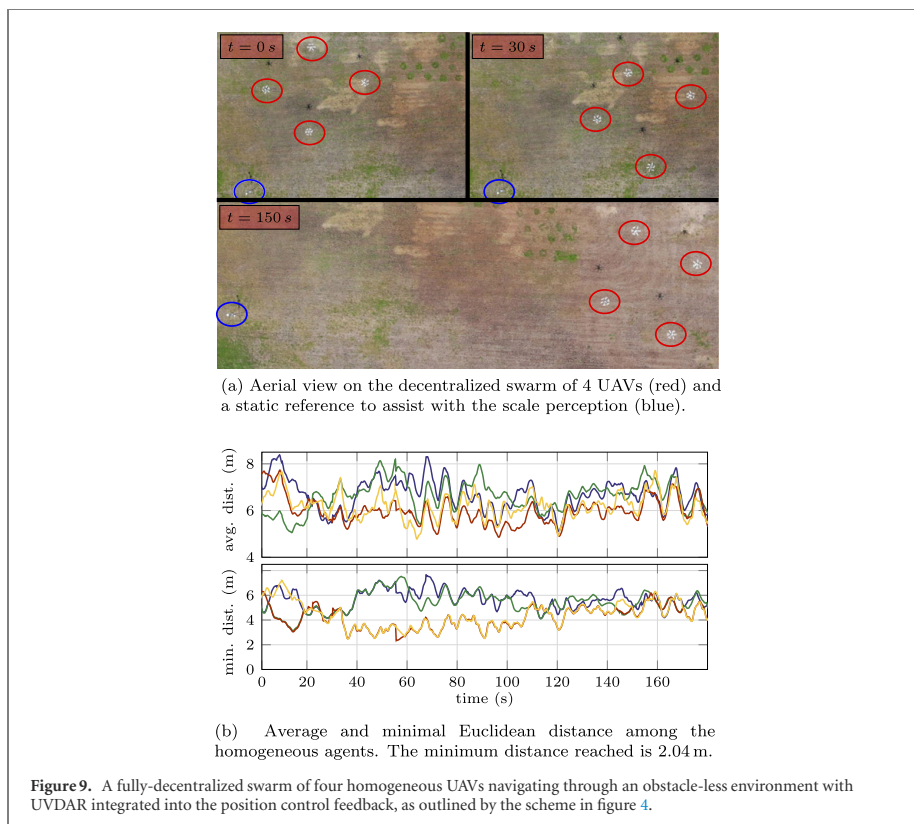 t = 0 s
t = 30 s
t = 150 s
(a) Aerial view on the decentralized swarm of 4 UAVs (red) and
a static reference to assist with the scale perception (blue).
avg. dist. (m)
8
6
4
min. dist. (m)
6
4
2
0
0 20 40 60 80 100 120 140 160
time (s)
(b) Average and minimal Euclidean distance among the
homogeneous agents. The minimum distance reached is 2.04 m.
Figure 9. A fully-decentralized swarm of four homogeneous UAVs navigating through an obstacle-less environment with
UVDAR integrated into the position control feedback, as outlined by the scheme in figure 4.